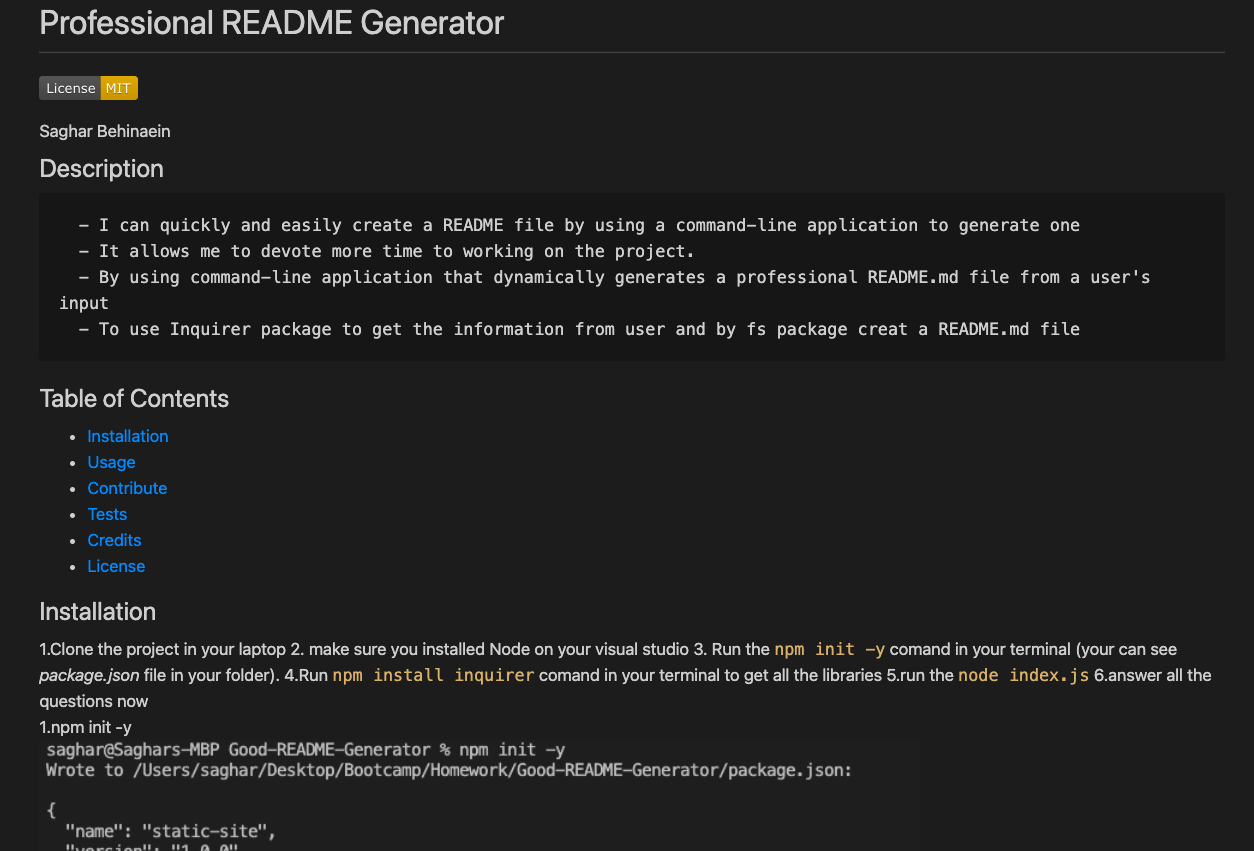 Professional README Generator
License MIT
Saghar Behinaein
Description
– I can quickly and easily create a README file by using a command–line application to generate one
– It allows me to devote more time to working on the project.
– By using command–line application that dynamically generates a professional README.md file from a user's
input
– To use Inquirer package to get the information from user and by fs package creat a README.md file
Table of Contents
• Installation
• Usage
• Contribute
• Tests
• Credits
• License
Installation
1.Clone the project in your laptop 2. make sure you installed Node on your visual studio 3. Run the npm init –y comand in your terminal (your can see
package.json file in your folder). 4.Run npm install inquirer comand in your terminal to get all the libraries 5.run the node index.js 6.answer all the
questions now
1.npm init -y
saghar@Saghars–MBP Good–README–Generator % npm init –y
Wrote to /Users/saghar/Desktop/Bootcamp/Homework/Good–README–Generator/package.json:
{
"name": "static–site",
"version": "1.0.0"